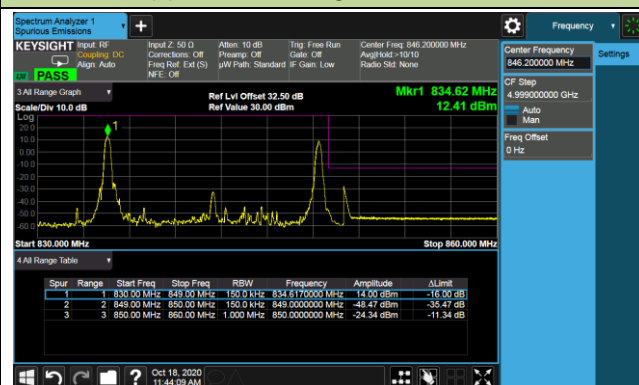 Spectrum Analyzer 1
Spurious Emissions
+
Frequency
KEYSIGHT Input: RF Input Z: 50 Ω Atten: 10 dB Trig: Free Run Center Freq: 846.200000 MHz
Coupling: DC Corrections: Off Preamp: Off Gate: Off Avg|Hold:>10/10
Align: Auto Freq Ref: Ext (S) µW Path: Standard IF Gain: Low Radio Std: None
NFE: Off
LV PASS
Center Frequency
846.200000 MHz
Settings
CF Step
4.999000000 GHz
Auto
Man
Freq Offset
0 Hz
3 All Range Graph
Ref Lvl Offset 32.50 dB Mkr1 834.62 MHz
Scale/Div 10.0 dB Ref Value 30.00 dBm 12.41 dBm
Log
1
20.0
10.0
0.00
-10.0
-20.0
-30.0
-40.0
-50.0
-60.0
Start 830.000 MHz Stop 860.000 MHz
4 All Range Table
Spur Range Start Freq Stop Freq RBW Frequency Amplitude ΔLimit
1 1 830.00 MHz 849.00 MHz 150.0 kHz 834.6170000 MHz 14.00 dBm -16.00 dB
2 2 849.00 MHz 850.00 MHz 150.0 kHz 849.0000000 MHz -48.47 dBm -35.47 dB
3 3 850.00 MHz 860.00 MHz 1.000 MHz 850.0000000 MHz -24.34 dBm -11.34 dB
? Oct 18, 2020
11:44:09 AM